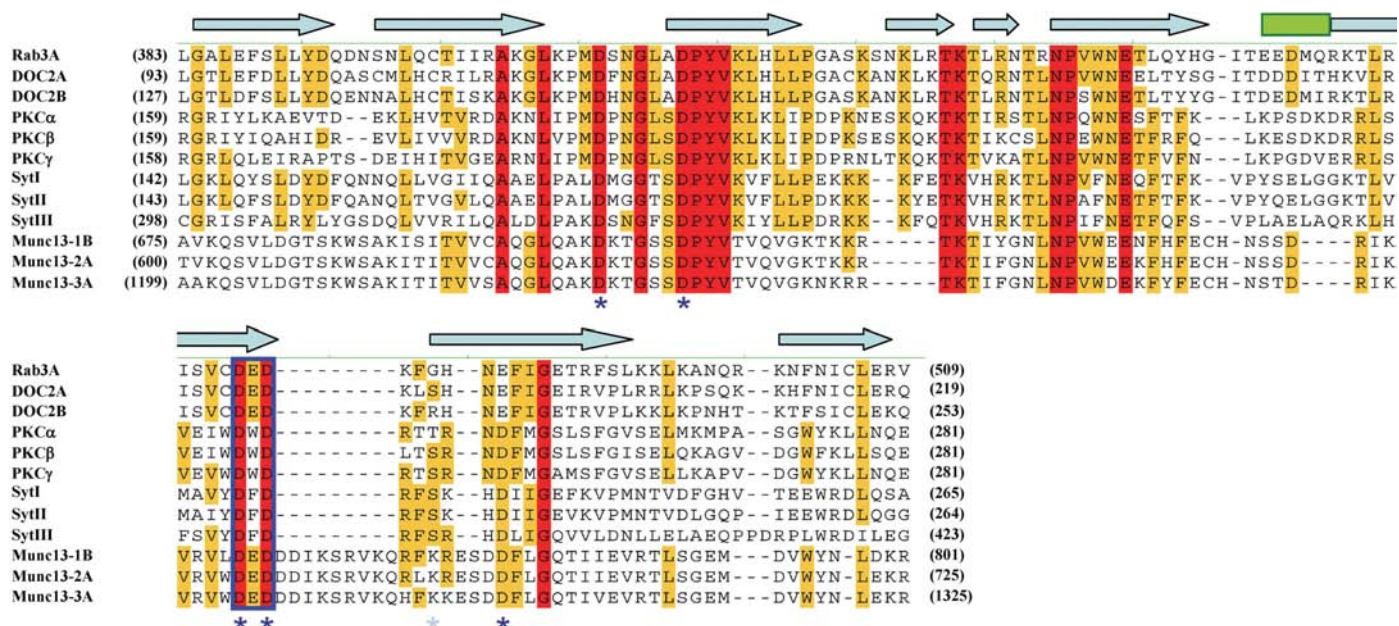 Rab3A (383) LGALEFSLLYDQDNSNLQCTIIRAKGLKPMDSNGLADPYVKLHLLPGASKSNKLRTKTLRNTRNPVWNETLQYHG-ITEEDMQRKTLR
DOC2A (93) LGTLEFDLLYDQASCMLHCRILRAKGLKPMDFNGLADPYVKLHLLPGACKANKLKTKTQRNTLNPVWNEELTYSG-ITDDDITHKVLR
DOC2B (127) LGTLDFSLLYDQENNALHCTISKAKGLKPMDHNGLADPYVKLHLLPGACKANKLRTKTLRNTLNPSWNETLTYYG-ITDEDMIRKTLR
PKCα (159) RGRIYLKAEVTD--EKLHVTVRDAKNLIPMDPNGLSDPYVKLKLIPDPKNESKQKTKTIRSTLNPQWNESFTFK---LKPSDKDRRLS
PKCβ (159) RGRIYIQAHIDR--EVLIVVVRDAKNLVPMDPNGLSDPYVKLKLIPDPKSESKQKTKTIKCSLNPEWNETFRFQ---LKESDKDRRLS
PKCγ (158) RGRLQLEIRAPTS-DEIHITVGEARNLIPMDPNGLSDPYVKLKLIPDPRNLTKQKTKTVKATLNPVWNETFVFN---LKPGDVERRLS
SytI (142) LGKLQYSLDYDFQNNQLLVGIIQAAELPALDMGGTSDPYVKVFLLPEKKK--KFETKVHRKTLNPVFNEQFTFK--VPYSELGGKTLV
SytII (143) LGKLQFSLDYDFQANQLTVGVLQAAELPALDMGGTSDPYVKVFLLPDKKK--KYETKVHRKTLNPAFNETFTFK--VPYQELGGKTLV
SytIII (298) CGRISFALRYLYGSDQLVVRILQALDLPAKDSNGFSDPYVKIYLLPDRKK--KFQTKVHRKTLNPIFNETFQFS--VPLAELAQRKLH
Munc13-1B (675) AVKQSVLDGTSKWSAKISITVVCAQGLQAKDKTGSSDPYVTVQVGKTKKR-----TKTIYGNLNPVWEENFHFECH-NSSD----RIK
Munc13-2A (600) TVKQSVLDGTSKWSAKITITVVCAQGLQAKDKTGSSDPYVTVQVGKTKKR-----TKTIFGNLNPVWEEKFHFECH-NSSD----RIK
Munc13-3A (1199) AAKQSVLDGTSKWSAKITITVVSAQGLQAKDKTGSSDPYVTVQVGKNKRR-----TKTIFGNLNPVWDEKFYFECH-NSTD----RIK
* *
Rab3A ISVCDED----------KFGH--NEFIGETRFSLKKLKANQR--KNFNICLERV (509)
DOC2A ISVCDED----------KLSH--NEFIGEIRVPLRRLKPSQK--KHFNICLERQ (219)
DOC2B ISVCDED----------KFRH--NEFIGETRVPLKKLKPNHT--KTFSICLEKQ (253)
PKCα VEIWDWD----------RTTR--NDFMGSLSFGVSELMKMPA--SGWYKLLNQE (281)
PKCβ VEIWDWD----------LTSR--NDFMGSLSFGISELQKAGV--DGWFKLLSQE (281)
PKCγ VEVWDWD----------RTSR--NDFMGAMSFGVSELLKAPV--DGWYKLLNQE (281)
SytI MAVYDFD----------RFSK--HDIIGEFKVPMNTVDFGHV--TEEWRDLQSA (265)
SytII MAIYDFD----------RFSK--HDIIGEVKVPMNTVDLGQP--IEEWRDLQGG (264)
SytIII FSVYDFD----------RFSR--HDLIGQVVLDNLLELAEQPPDRPLWRDILEG (423)
Munc13-1B VRVLDEDDDIKSRVKQRFKRESDDFLGQTIIEVRTLSGEM---DVWYN-LDKR (801)
Munc13-2A VRVWDEDDDIKSRVKQRLKRESDDFLGQTIIEVRTLSGEM---DVWYN-LEKR (725)
Munc13-3A VRVWDEDDDIKSRVKQHFKKESDDFLGQTIVEVRTLSGEM---DVWYN-LEKR (1325)
* * * *